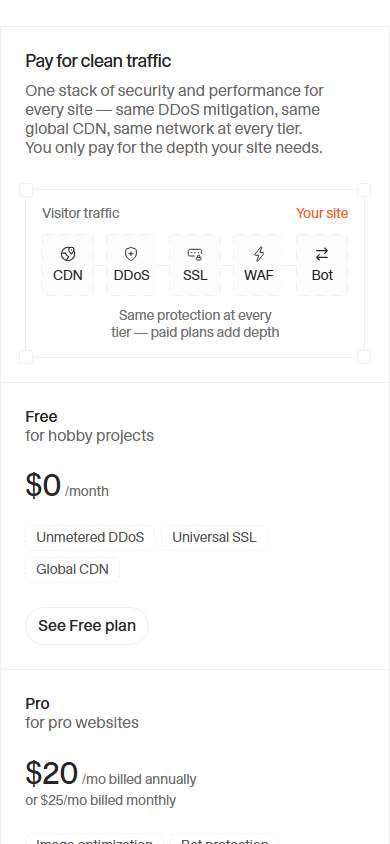 Pay for clean traffic
One stack of security and performance for
every site — same DDoS mitigation, same
global CDN, same network at every tier.
You only pay for the depth your site needs.
Visitor traffic Your site
CDN DDoS SSL WAF Bot
Same protection at every
tier — paid plans add depth
Free
for hobby projects
$0 /month
Unmetered DDoS Universal SSL
Global CDN
See Free plan
Pro
for pro websites
$20 /mo billed annually
or $25/mo billed monthly
Image optimization Bot protection